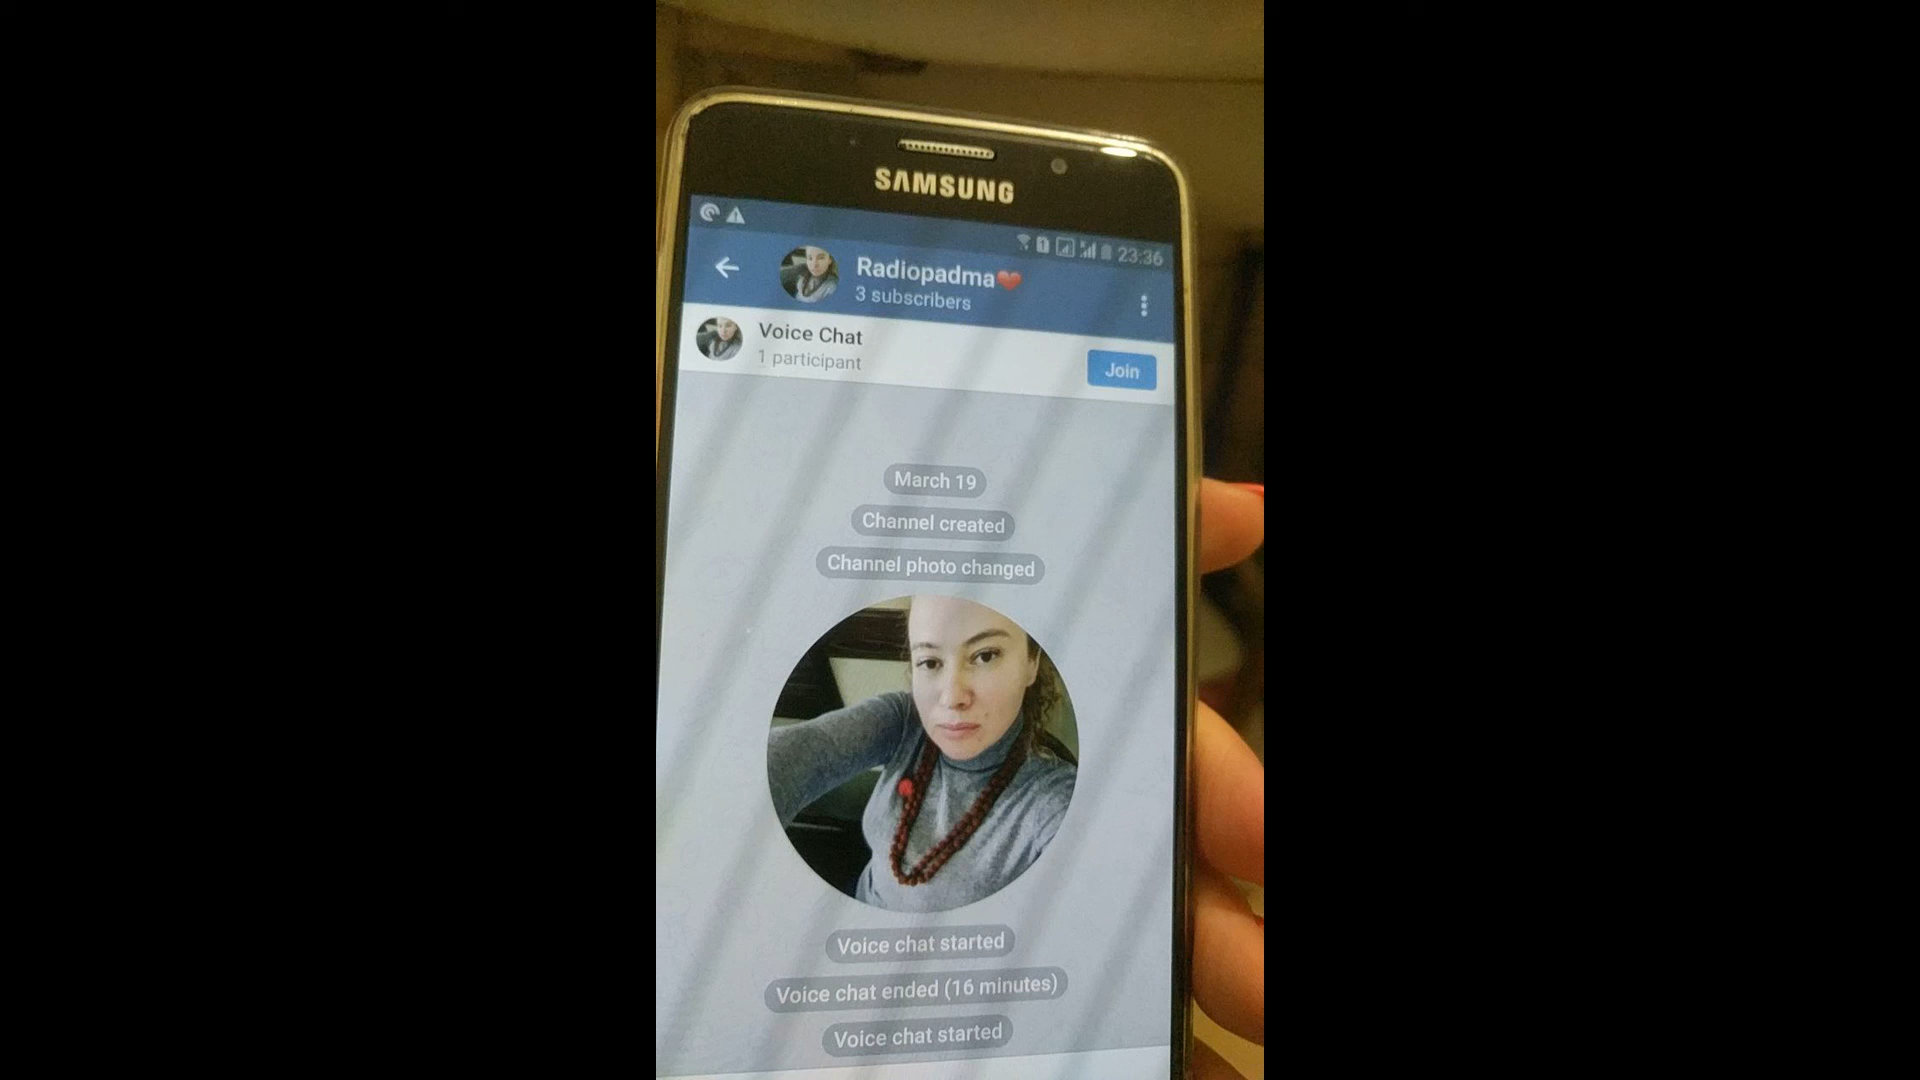 SAMSUNG
23:36
Radiopadma❤️
3 subscribers
Voice Chat
1 participant
Join
March 19
Channel created
Channel photo changed
Voice chat started
Voice chat ended (16 minutes)
Voice chat started